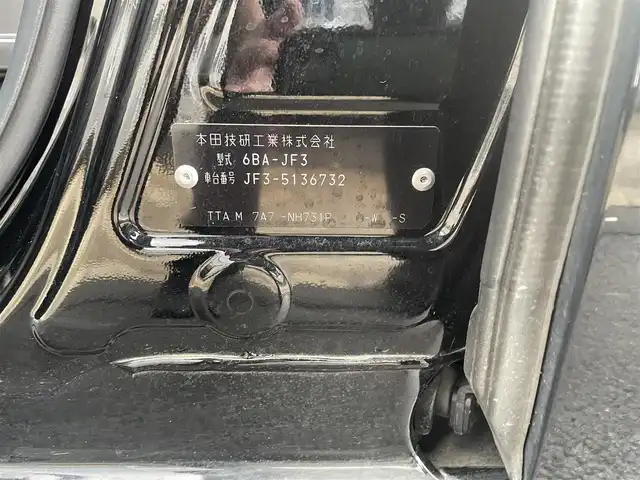 本田技研工業株式会社
型式 6BA-JF3
車台番号 JF3-5136732
TTA M 7A7 -NH731P -W -S